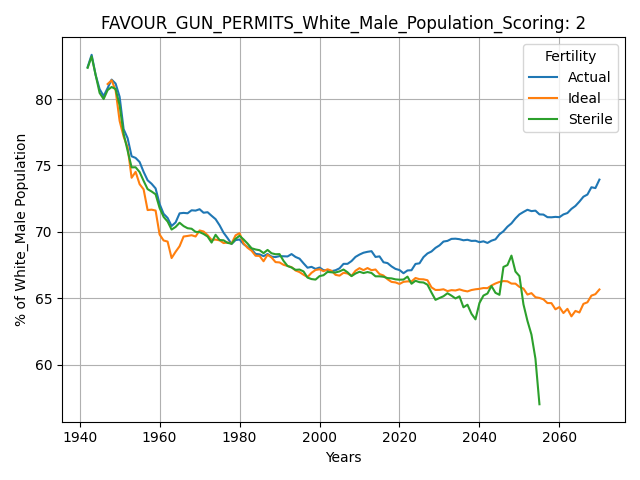 FAVOUR_GUN_PERMITS_White_Male_Population_Scoring: 2
Fertility
Actual
Ideal
Sterile
% of White_Male Population
80
75
70
65
60
1940
1960
1980
2000
2020
2040
2060
Years